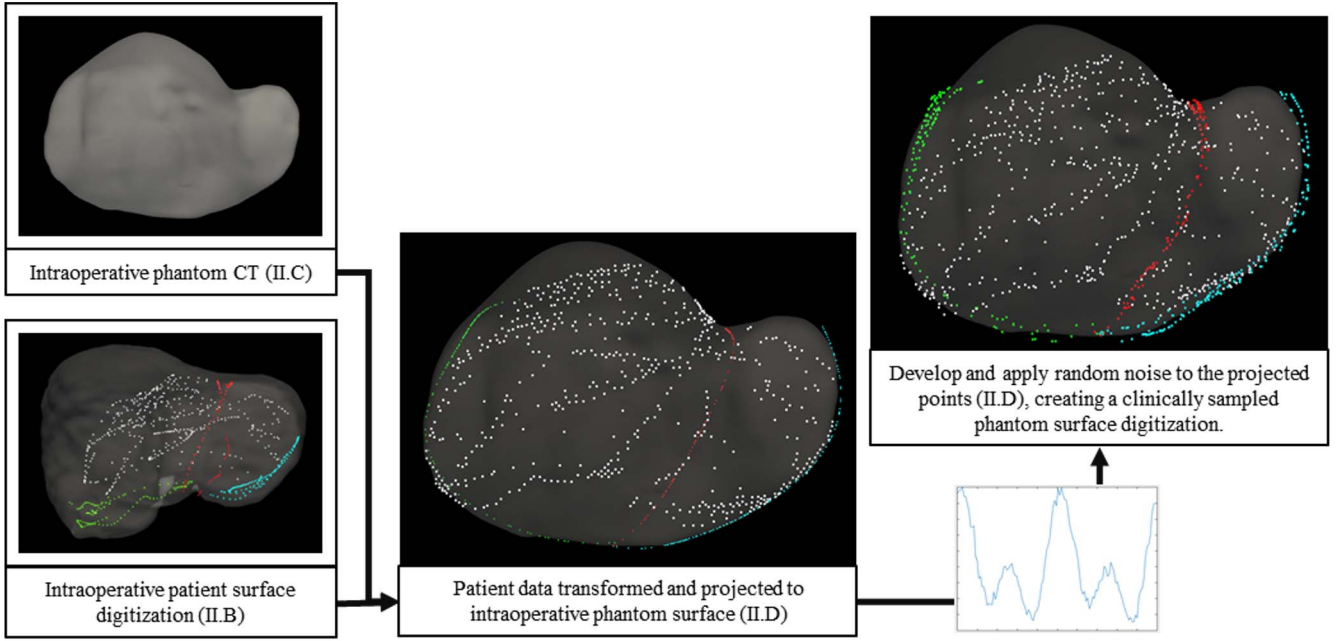 Intraoperative phantom CT (II.C)
Intraoperative patient surface
digitization (II.B)
Patient data transformed and projected to
intraoperative phantom surface (II.D)
Develop and apply random noise to the projected
points (II.D), creating a clinically sampled
phantom surface digitization.